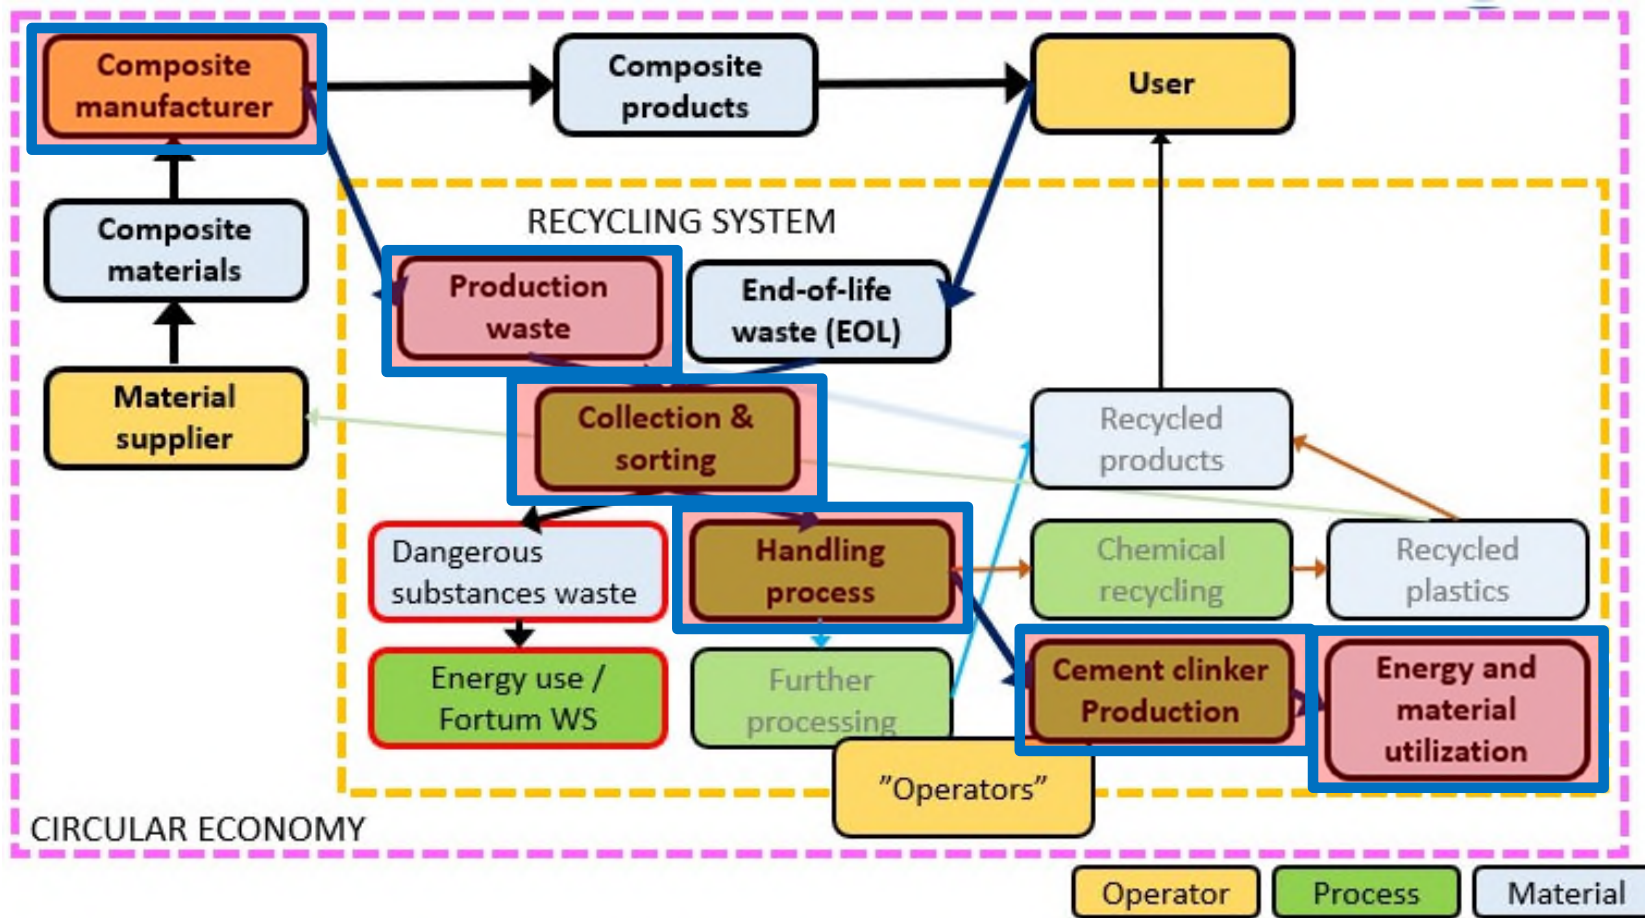 Composite
manufacturer
Composite
products
User
Composite
materials
RECYCLING SYSTEM
Production
waste
End-of-life
waste (EOL)
Material
supplier
Collection &
sorting
Recycled
products
Dangerous
substances waste
Handling
process
Chemical
recycling
Recycled
plastics
Energy use /
Fortum WS
Further
processing
Cement clinker
Production
Energy and
material
utilization
”Operators”
CIRCULAR ECONOMY
Operator
Process
Material